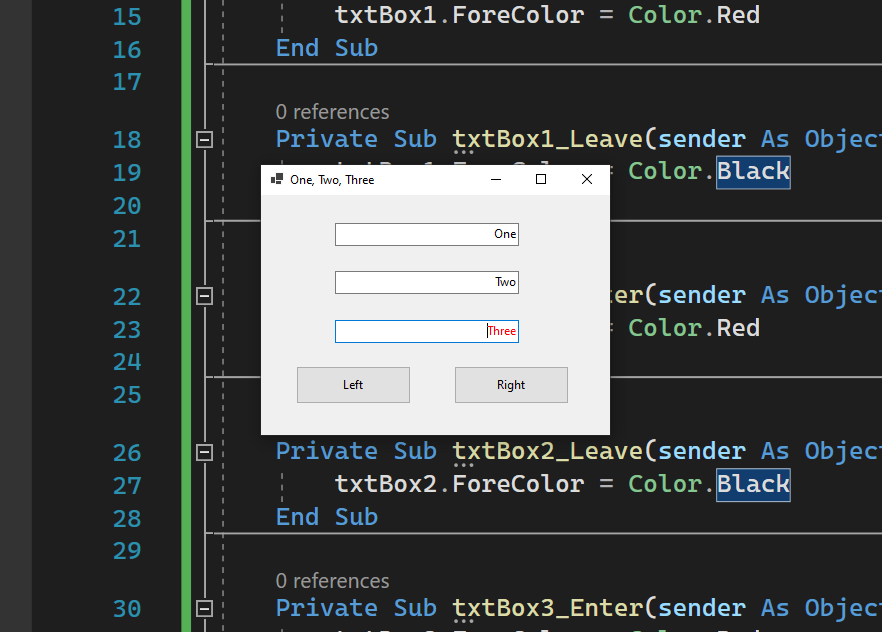 15 txtBox1.ForeColor = Color.Red
16 End Sub
17
0 references
18 Private Sub txtBox1_Leave(sender As Object
19 Color.Black
20
21
22 er(sender As Object
23 = Color.Red
24
25
26 Private Sub txtBox2_Leave(sender As Object
27 txtBox2.ForeColor = Color.Black
28 End Sub
29
0 references
30 Private Sub txtBox3_Enter(sender As Object
One, Two, Three
One
Two
Three
Left Right